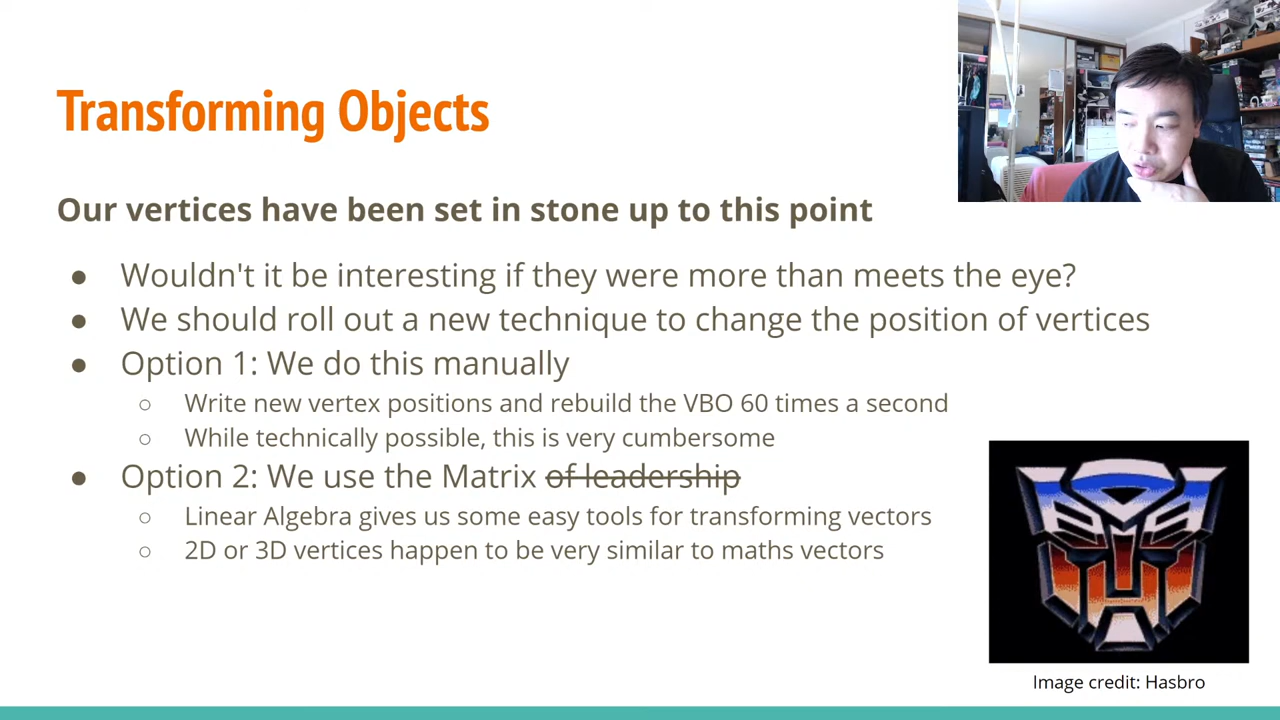 Transforming Objects
Our vertices have been set in stone up to this point
● Wouldn't it be interesting if they were more than meets the eye?
● We should roll out a new technique to change the position of vertices
● Option 1: We do this manually
○ Write new vertex positions and rebuild the VBO 60 times a second
○ While technically possible, this is very cumbersome
● Option 2: We use the Matrix of leadership
○ Linear Algebra gives us some easy tools for transforming vectors
○ 2D or 3D vertices happen to be very similar to maths vectors
Image credit: Hasbro